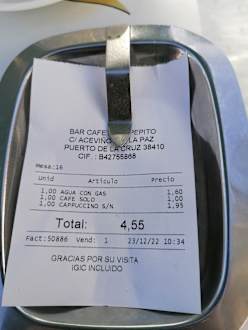 BAR CAFE PEPITO
C/ ACEVIÑO LA PAZ
PUERTO DE LA CRUZ 38410
CIF.: B42755868
Mesa:16
Unid Artículo Precio
1,00 AGUA CON GAS 1,60
1,00 CAFE SOLO 1,00
1,00 CAPPUCCINO S/N 1,95
Total: 4,55
Fact:50886 Vend: 1 23/12/22 10:34
GRACIAS POR SU VISITA
IGIC INCLUIDO